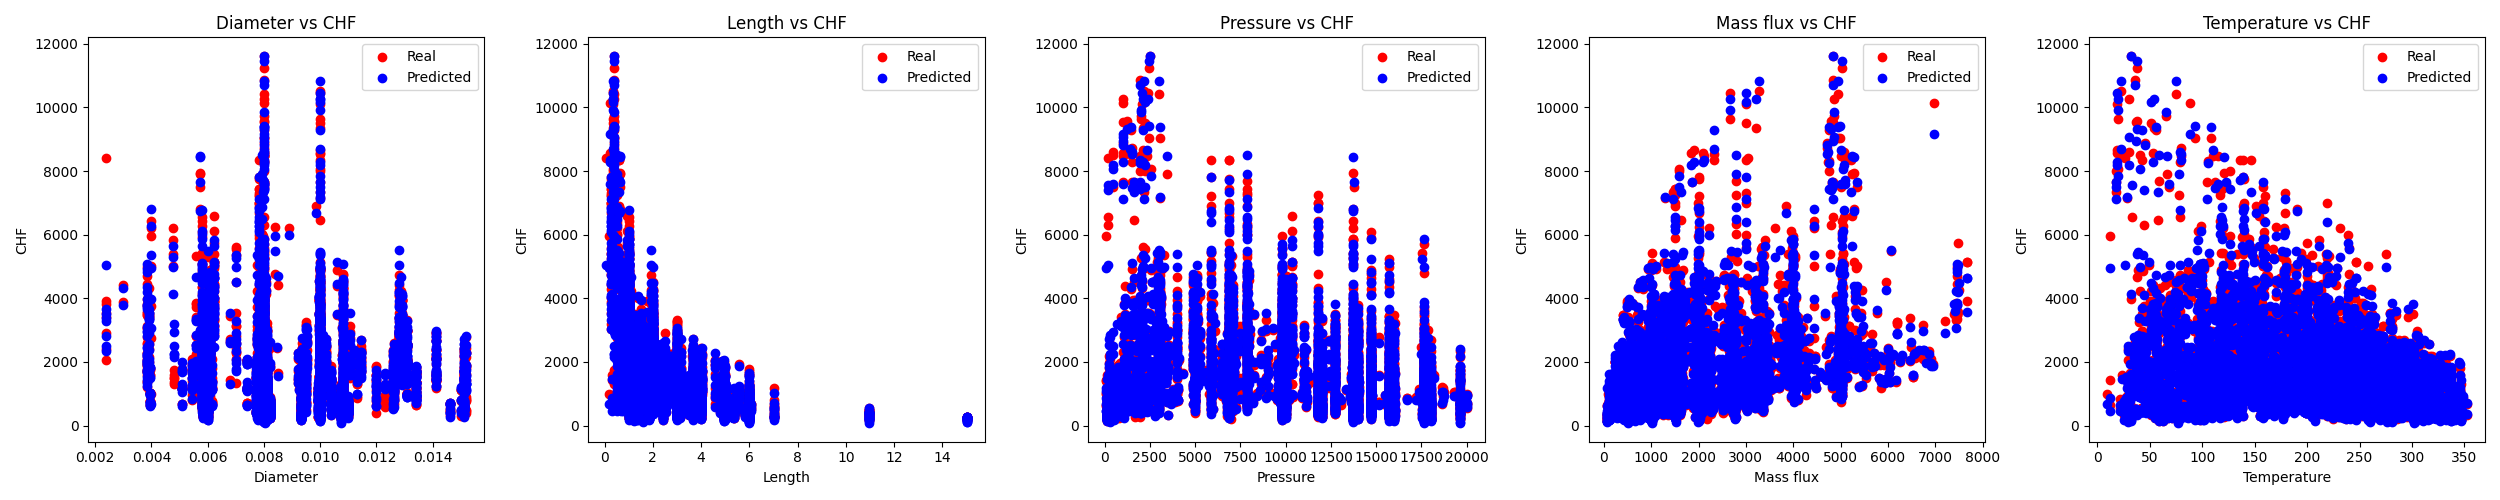 Diameter vs CHF
CHF
12000
10000
8000
6000
4000
2000
0
0.002 0.004 0.006 0.008 0.010 0.012 0.014
Diameter
Real
Predicted
Length vs CHF
CHF
12000
10000
8000
6000
4000
2000
0
0 2 4 6 8 10 12 14
Length
Real
Predicted
Pressure vs CHF
CHF
12000
10000
8000
6000
4000
2000
0
0 2500 5000 7500 10000 12500 15000 17500 20000
Pressure
Real
Predicted
Mass flux vs CHF
CHF
12000
10000
8000
6000
4000
2000
0
0 1000 2000 3000 4000 5000 6000 7000 8000
Mass flux
Real
Predicted
Temperature vs CHF
CHF
12000
10000
8000
6000
4000
2000
0
0 50 100 150 200 250 300 350
Temperature
Real
Predicted